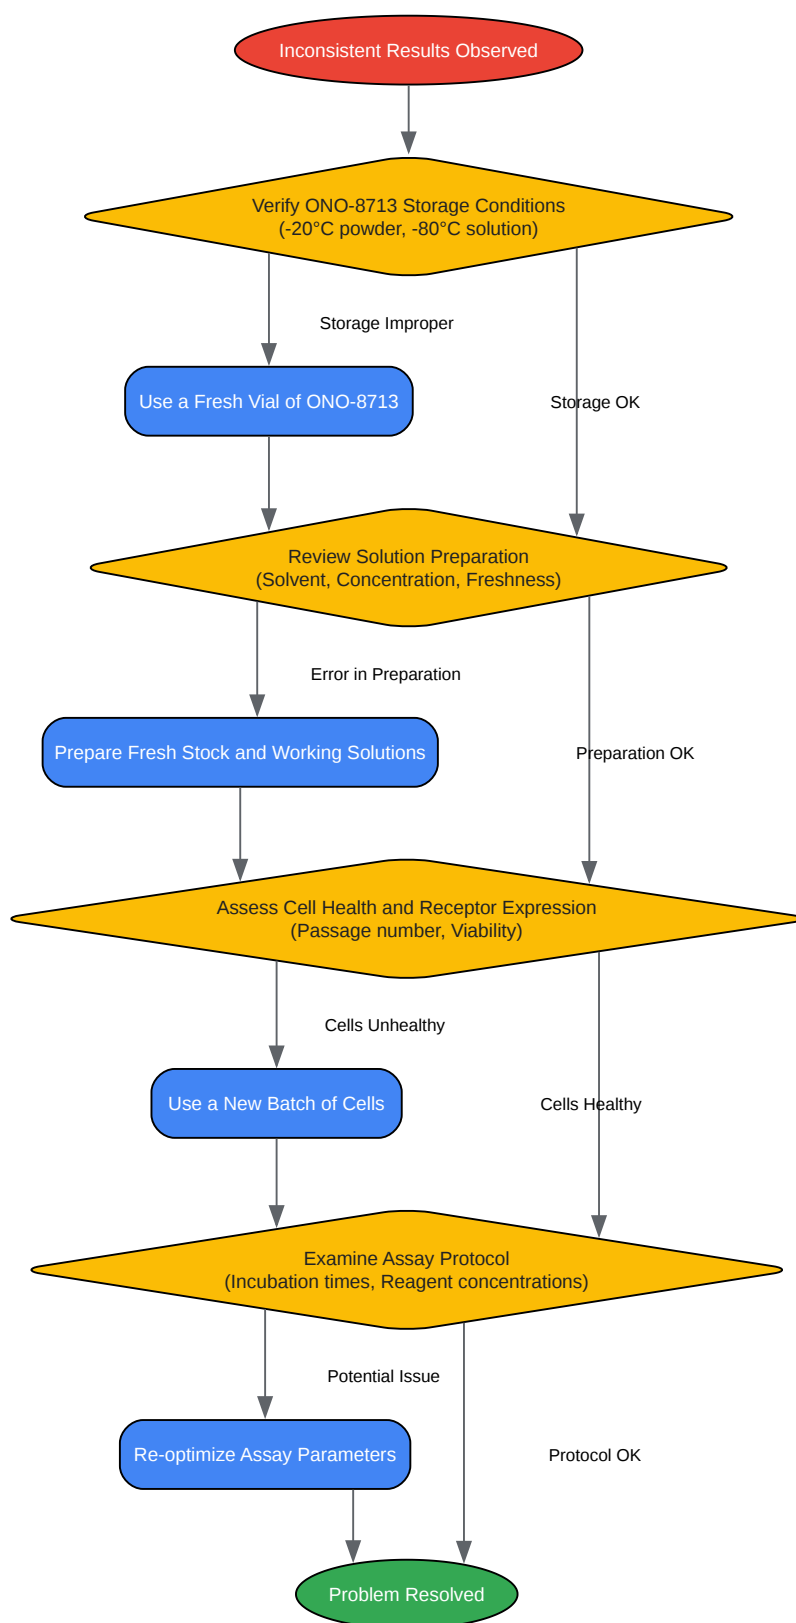 Inconsistent Results Observed
Verify ONO-8713 Storage Conditions
(-20°C powder, -80°C solution)
Storage Improper
Use a Fresh Vial of ONO-8713
Storage OK
Review Solution Preparation
(Solvent, Concentration, Freshness)
Error in Preparation
Prepare Fresh Stock and Working Solutions
Preparation OK
Assess Cell Health and Receptor Expression
(Passage number, Viability)
Cells Unhealthy
Use a New Batch of Cells
Cells Healthy
Examine Assay Protocol
(Incubation times, Reagent concentrations)
Potential Issue
Re-optimize Assay Parameters
Protocol OK
Problem Resolved